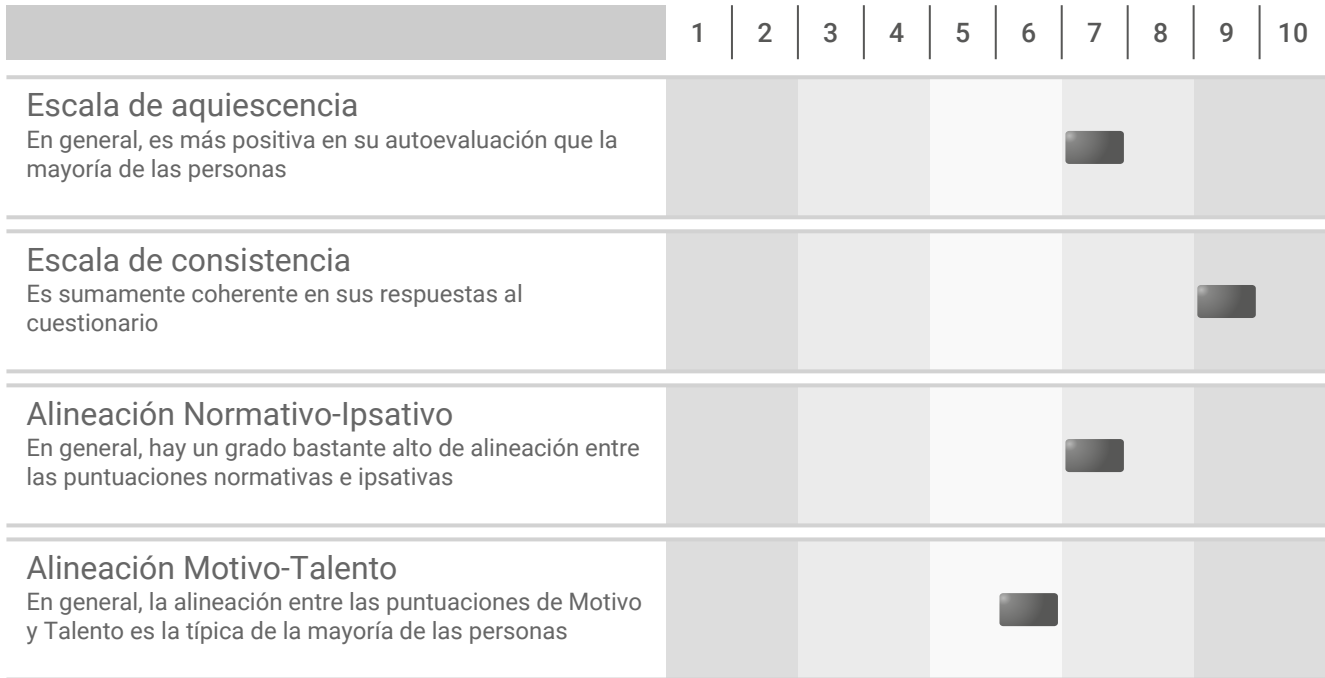 1 2 3 4 5 6 7 8 9 10
Escala de aquiescencia
En general, es más positiva en su autoevaluación que la
mayoría de las personas
Escala de consistencia
Es sumamente coherente en sus respuestas al
cuestionario
Alineación Normativo-Ipsativo
En general, hay un grado bastante alto de alineación entre
las puntuaciones normativas e ipsativas
Alineación Motivo-Talento
En general, la alineación entre las puntuaciones de Motivo
y Talento es la típica de la mayoría de las personas